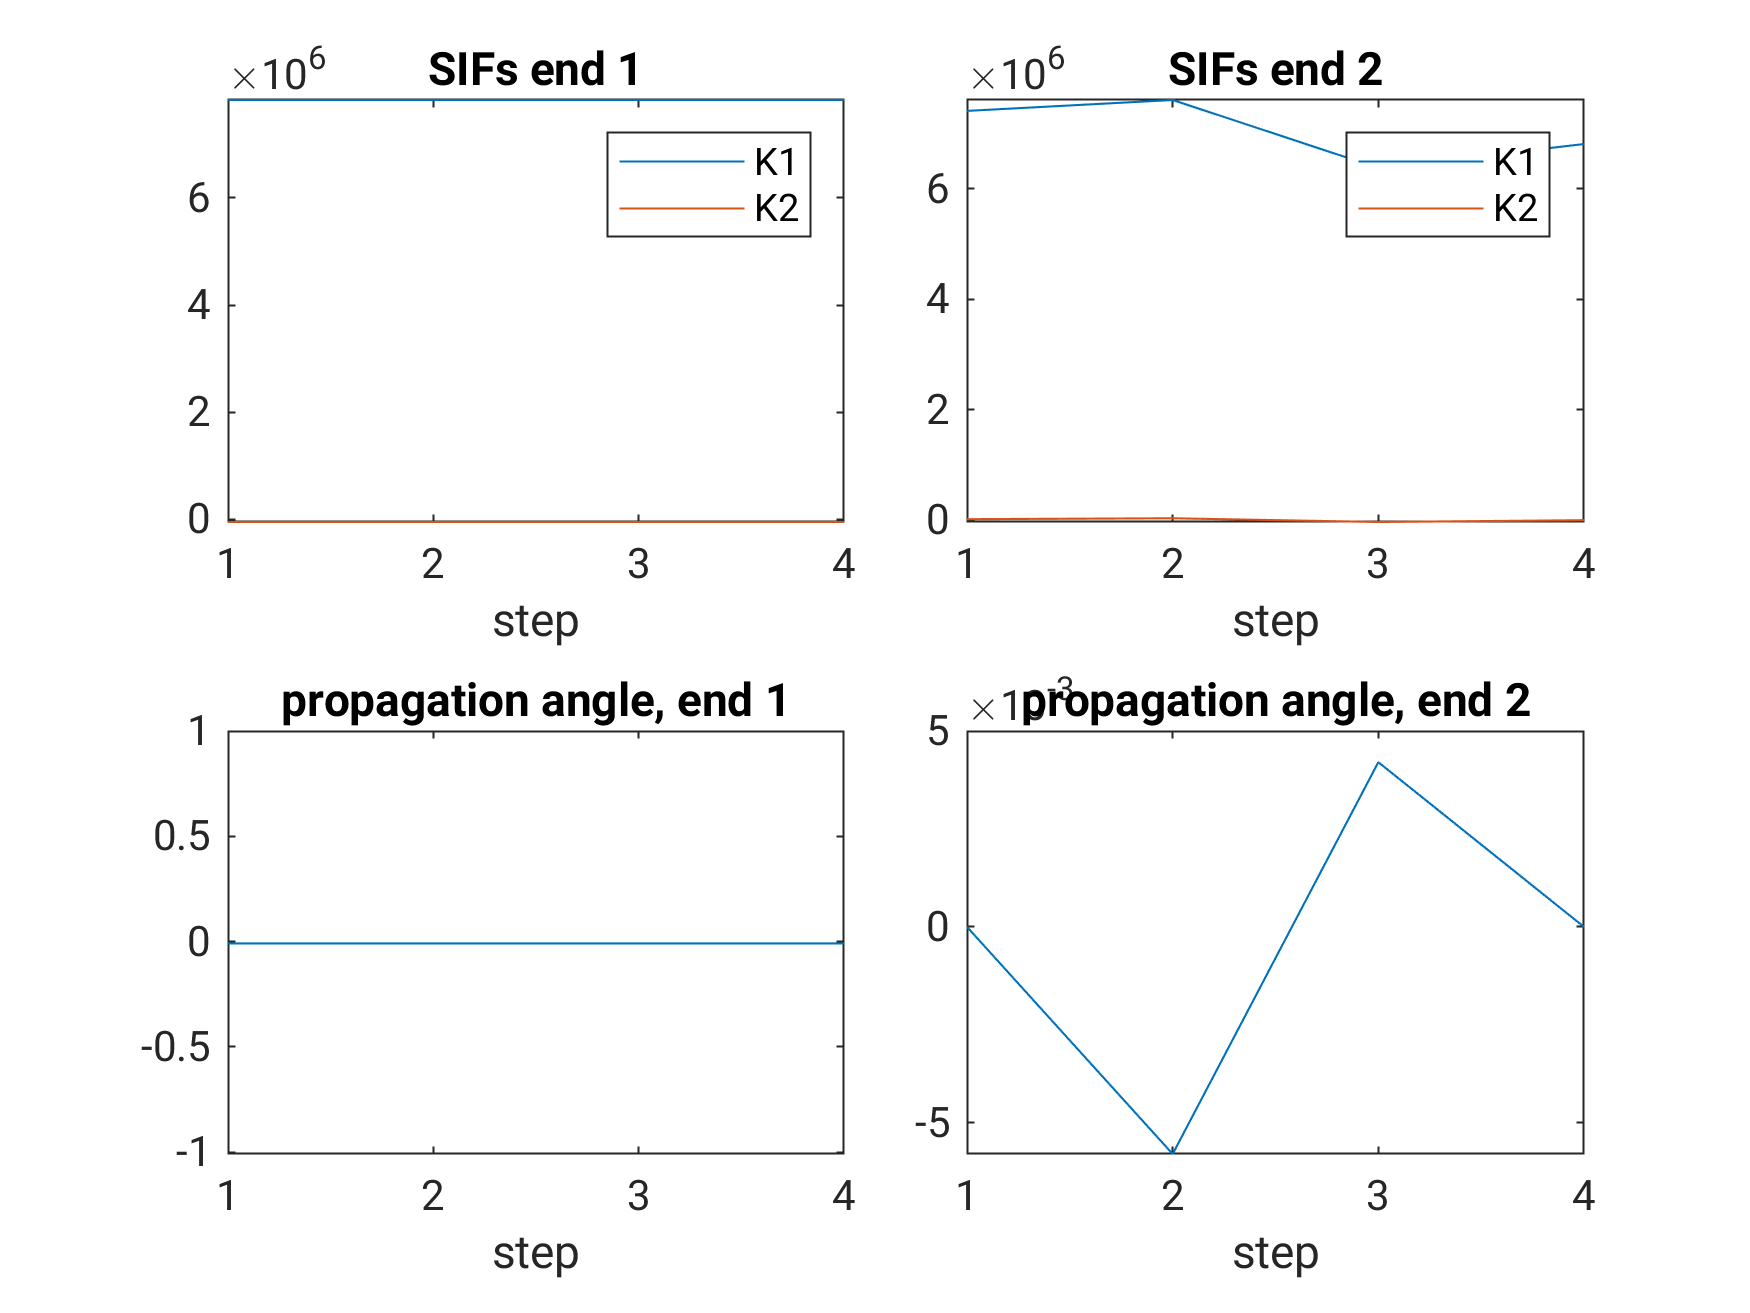 ×10^6
SIFs end 1
6
4
2
0
1 2 3 4
step
K1
K2
×10^6
SIFs end 2
6
4
2
0
1 2 3 4
step
K1
K2
propagation angle, end 1
1
0.5
0
-0.5
-1
1 2 3 4
step
×10^-3
propagation angle, end 2
5
0
-5
1 2 3 4
step